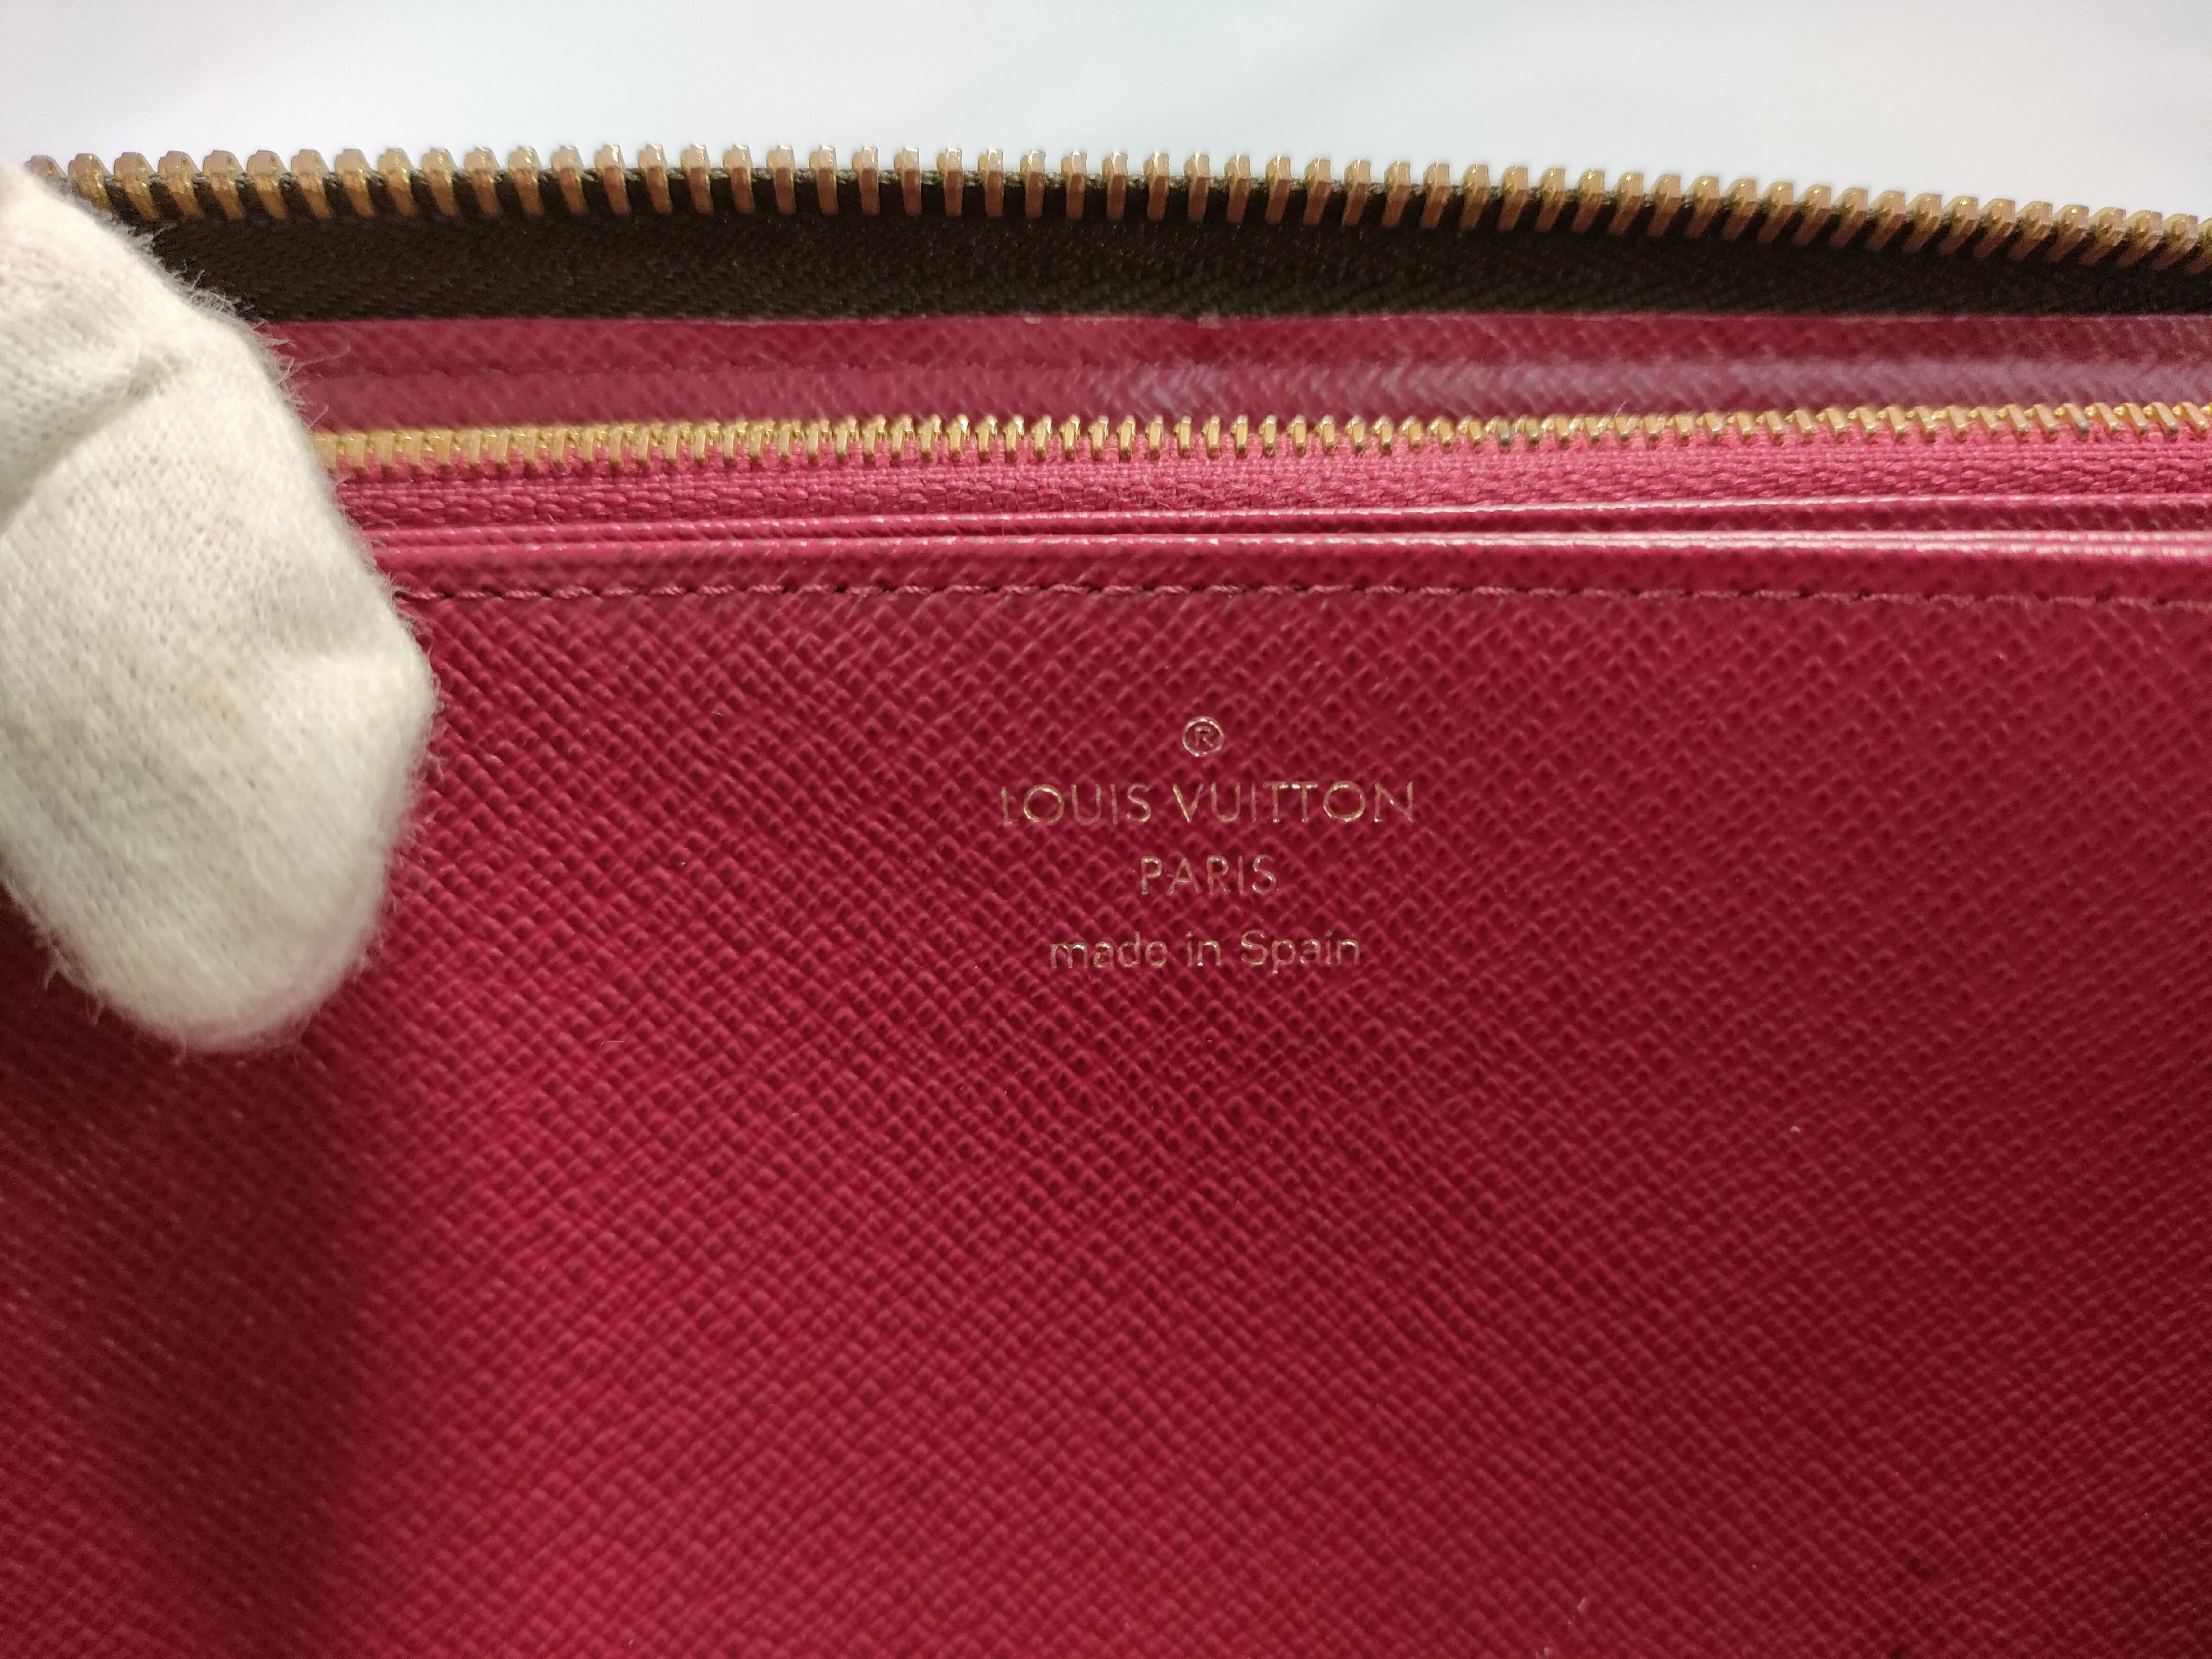 ®
LOUIS VUITTON
PARIS
made in Spain